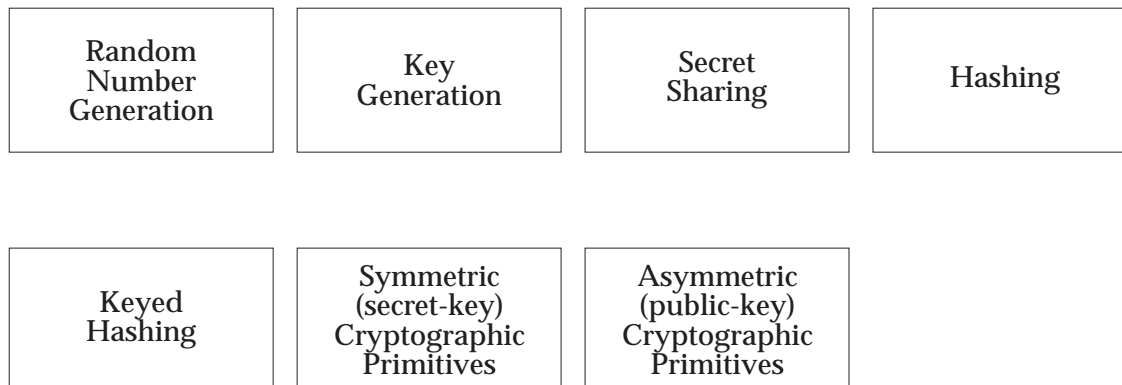 Random
Number
Generation
Key
Generation
Secret
Sharing
Hashing
Keyed
Hashing
Symmetric
(secret-key)
Cryptographic
Primitives
Asymmetric
(public-key)
Cryptographic
Primitives